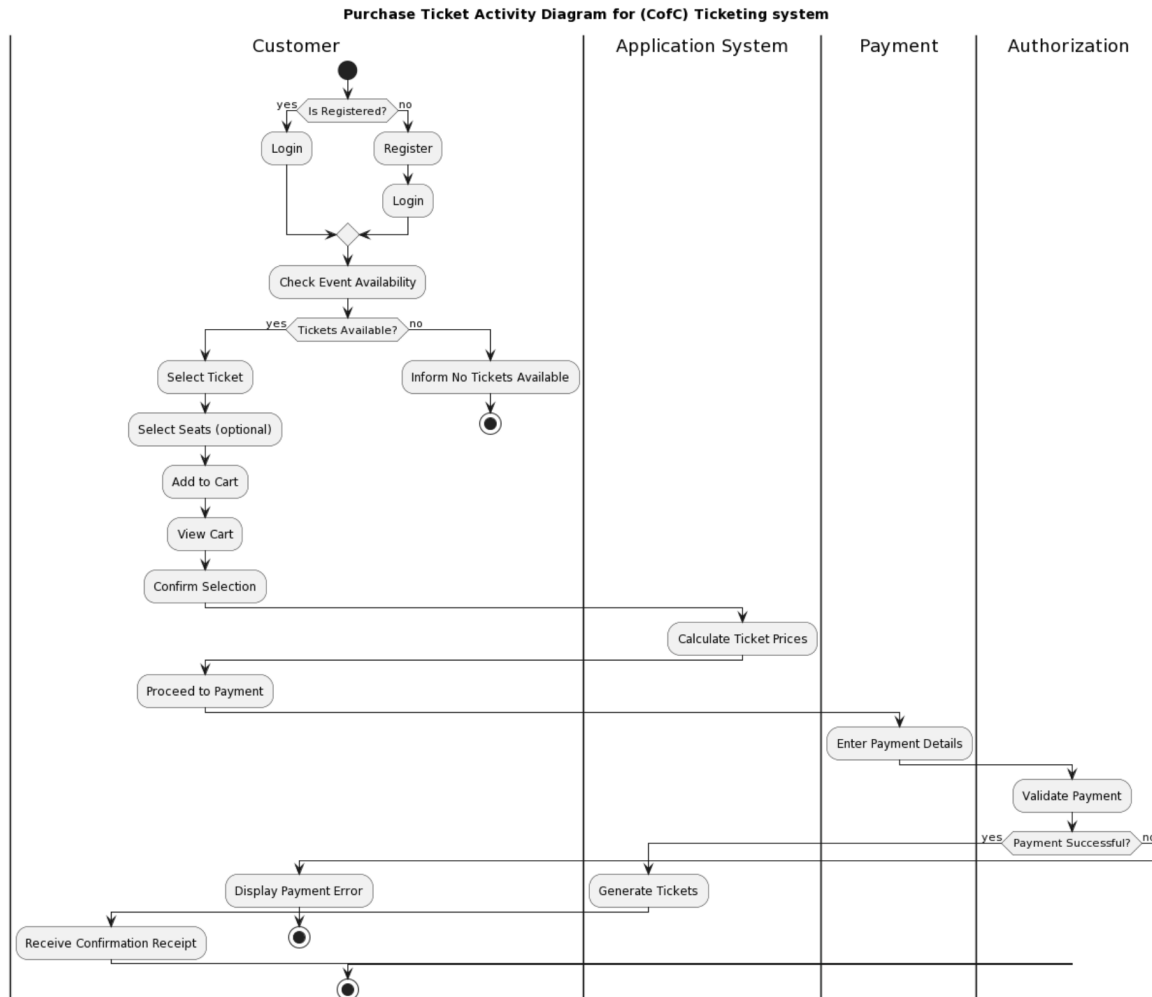 Purchase Ticket Activity Diagram for (CofC) Ticketing system
Customer
Application System
Payment
Authorization
yes
Is Registered?
no
Login
Register
Login
Check Event Availability
yes
Tickets Available?
no
Select Ticket
Inform No Tickets Available
Select Seats (optional)
Add to Cart
View Cart
Confirm Selection
Calculate Ticket Prices
Proceed to Payment
Enter Payment Details
Validate Payment
yes
Payment Successful?
no
Display Payment Error
Generate Tickets
Receive Confirmation Receipt